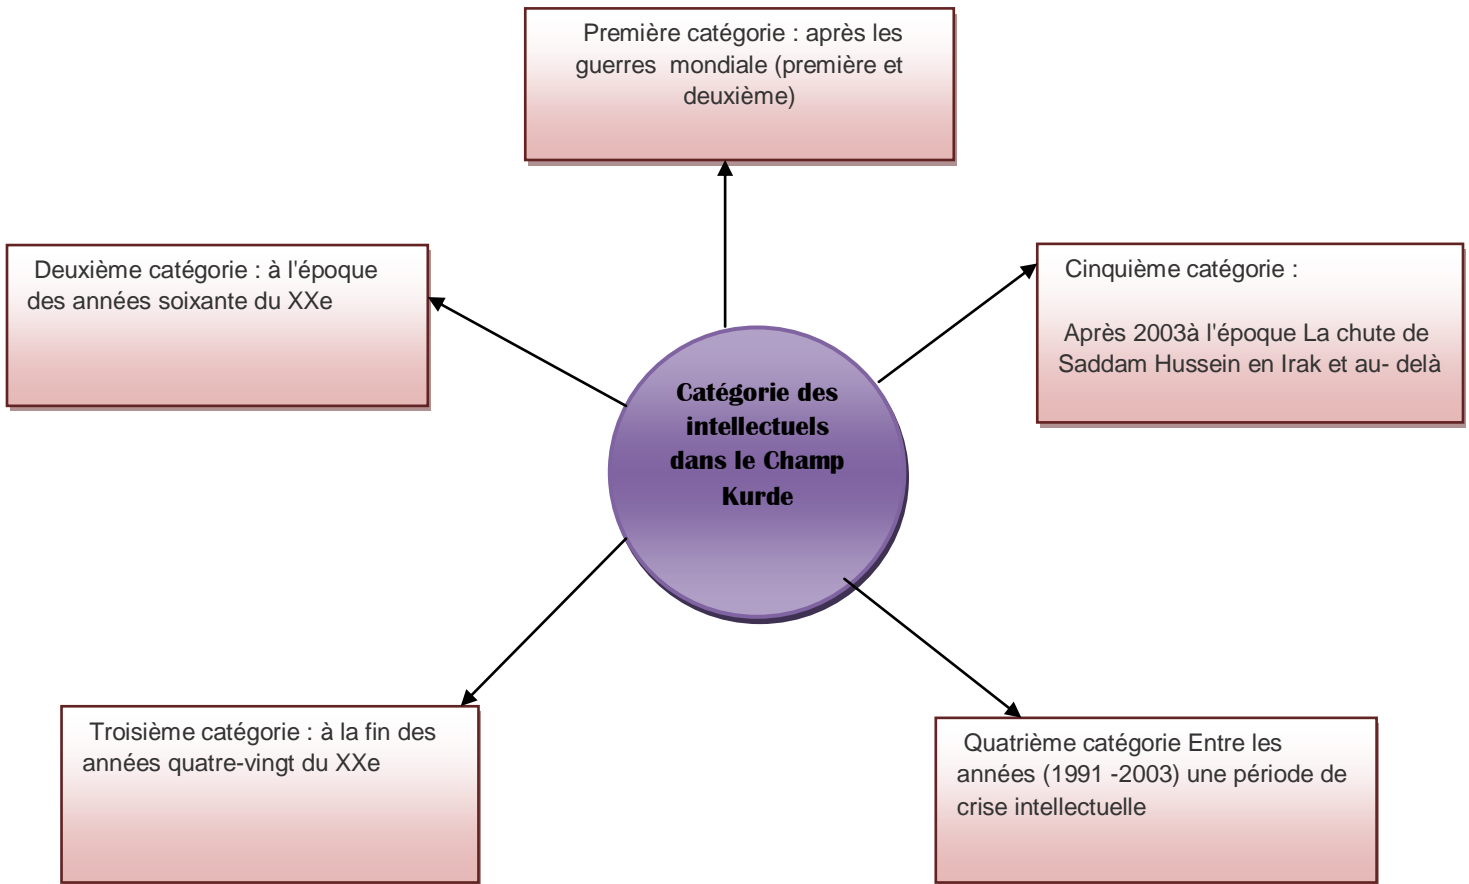 Première catégorie : après les
guerres  mondiale (première et
deuxième)
Deuxième catégorie : à l'époque
des années soixante du XXe
Cinquième catégorie :
Après 2003à l'époque La chute de
Saddam Hussein en Irak et au- delà
Catégorie des
intellectuels
dans le Champ
Kurde
Troisième catégorie : à la fin des
années quatre-vingt du XXe
Quatrième catégorie Entre les
années (1991 -2003) une période de
crise intellectuelle